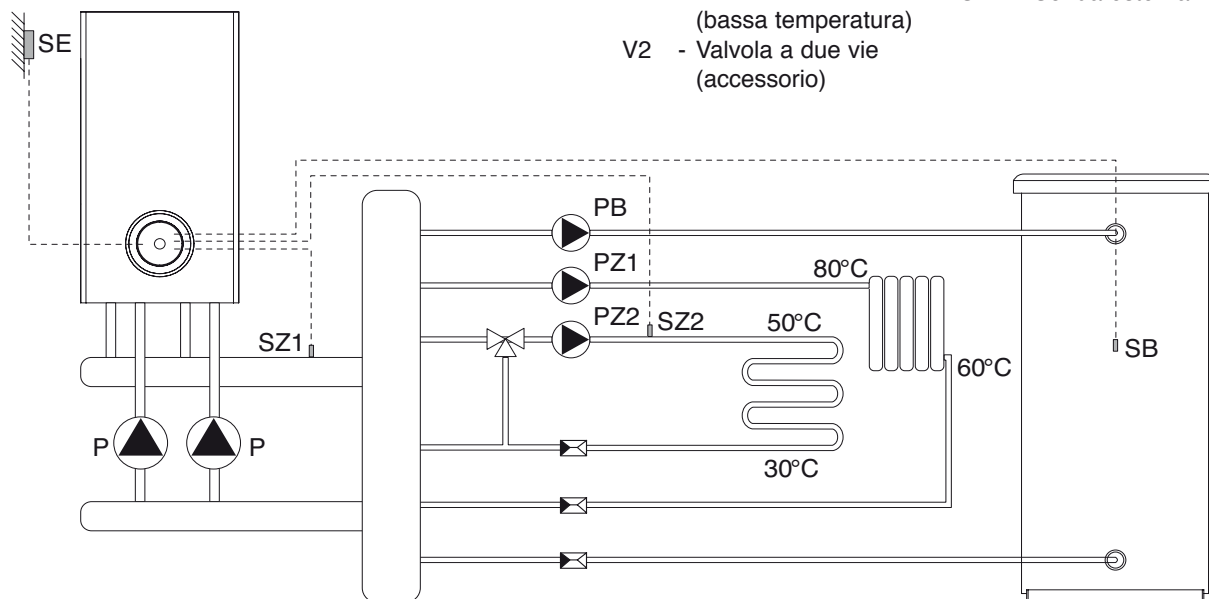 (bassa temperatura)
V2 - Valvola a due vie
(accessorio)
SE
PB
PZ1
80°C
PZ2
SZ2
50°C
SZ1
SB
60°C
P
P
30°C